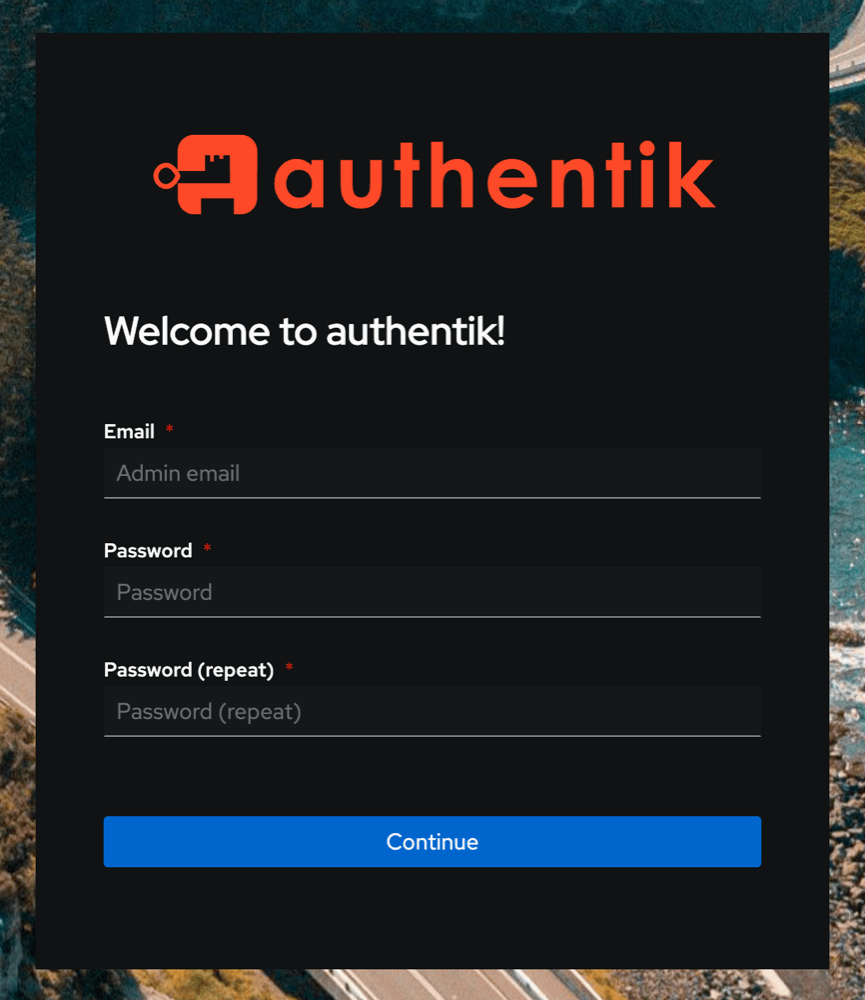 authentik
Welcome to authentik!
Email *
Admin email
Password *
Password
Password (repeat) *
Password (repeat)
Continue